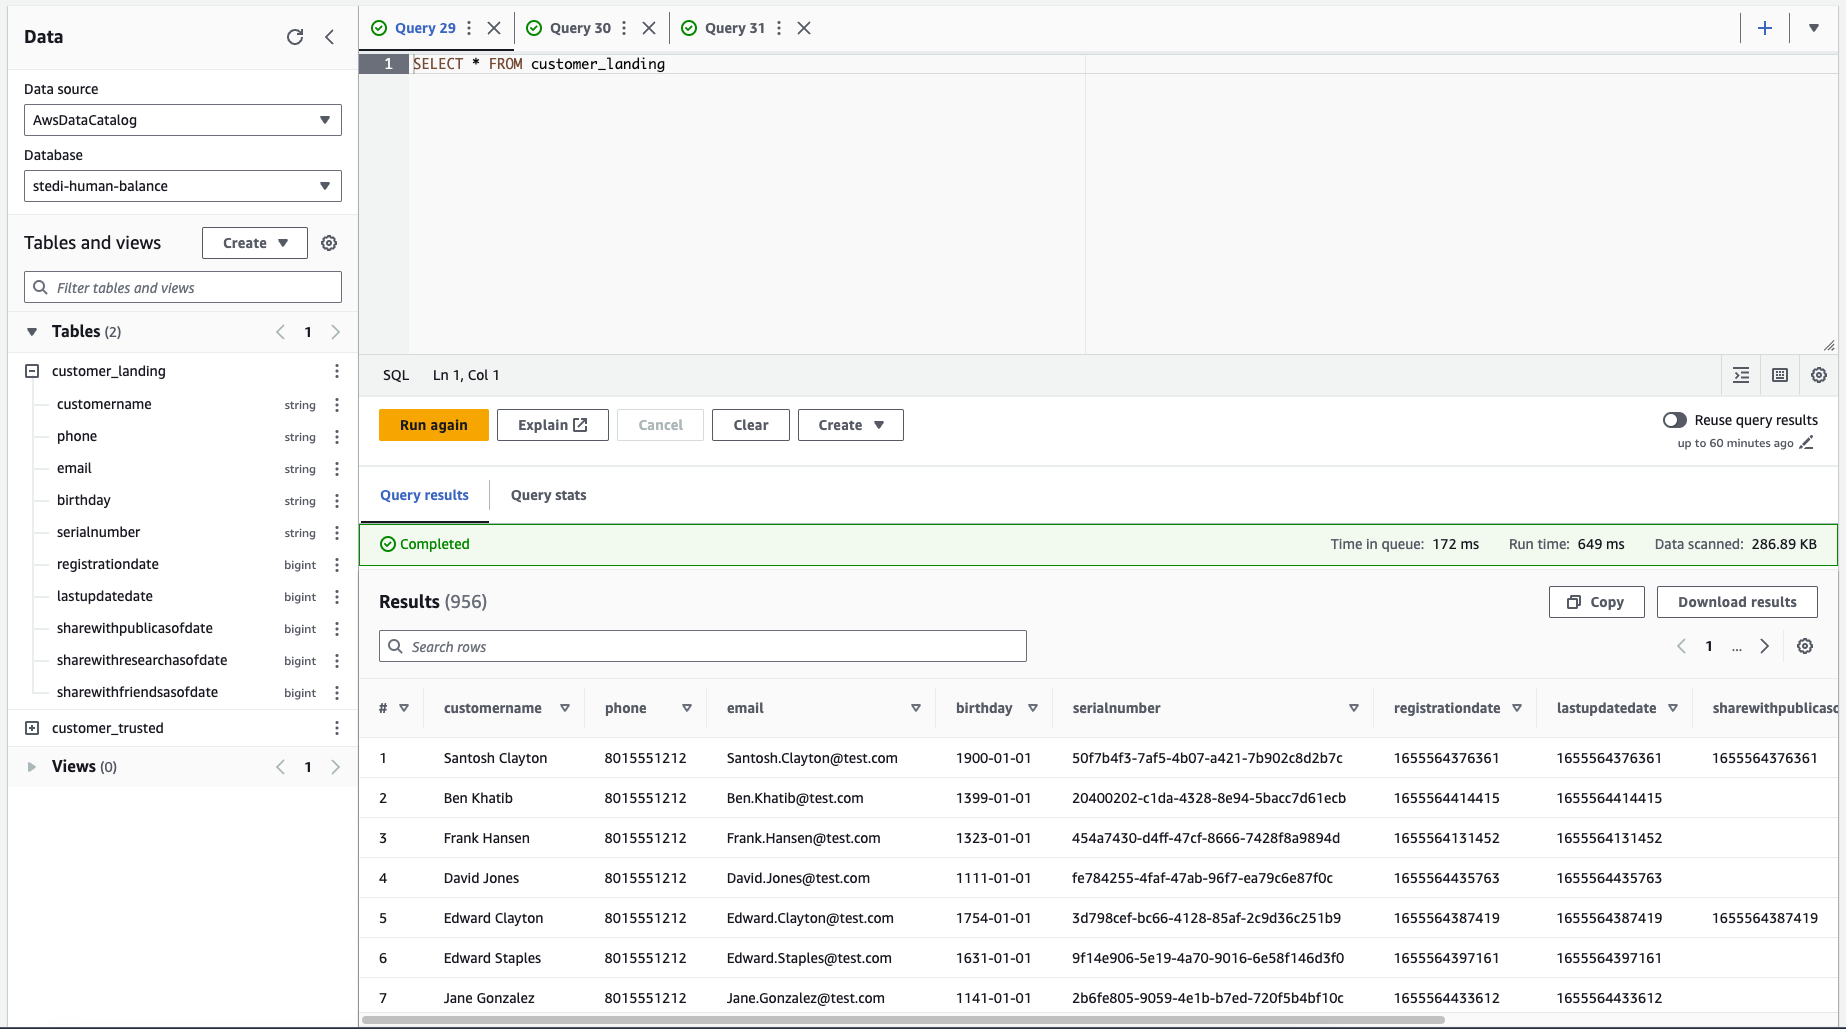 Data
Data source
AwsDataCatalog
Database
stedi-human-balance
Tables and views
Create
Filter tables and views
Tables (2)
1
customer_landing
customername string
phone string
email string
birthday string
serialnumber string
registrationdate bigint
lastupdatedate bigint
sharewithpublicasofdate bigint
sharewithresearchasofdate bigint
sharewithfriendsasofdate bigint
customer_trusted
Views (0)
1
Query 29 Query 30 Query 31
1 SELECT * FROM customer_landing
SQL Ln 1, Col 1
Run again Explain Cancel Clear Create
Reuse query results
up to 60 minutes ago
Query results Query stats
Completed Time in queue: 172 ms Run time: 649 ms Data scanned: 286.89 KB
Results (956) Copy Download results
Search rows 1 ...
# customername phone email birthday serialnumber registrationdate lastupdatedate sharewithpublicaso
1 Santosh Clayton 8015551212 Santosh.Clayton@test.com 1900-01-01 50f7b4f3-7af5-4b07-a421-7b902c8d2b7c 1655564376361 1655564376361 1655564376361
2 Ben Khatib 8015551212 Ben.Khatib@test.com 1399-01-01 20400202-c1da-4328-8e94-5bacc7d61ecb 1655564414415 1655564414415
3 Frank Hansen 8015551212 Frank.Hansen@test.com 1323-01-01 454a7430-d4ff-47cf-8666-7428f8a9894d 1655564131452 1655564131452
4 David Jones 8015551212 David.Jones@test.com 1111-01-01 fe784255-4faf-47ab-96f7-ea79c6e87f0c 1655564435763 1655564435763
5 Edward Clayton 8015551212 Edward.Clayton@test.com 1754-01-01 3d798cef-bc66-4128-85af-2c9d36c251b9 1655564387419 1655564387419 1655564387419
6 Edward Staples 8015551212 Edward.Staples@test.com 1631-01-01 9f14e906-5e19-4a70-9016-6e58f146d3f0 1655564397161 1655564397161
7 Jane Gonzalez 8015551212 Jane.Gonzalez@test.com 1141-01-01 2b6fe805-9059-4e1b-b7ed-720f5b4bf10c 1655564433612 1655564433612